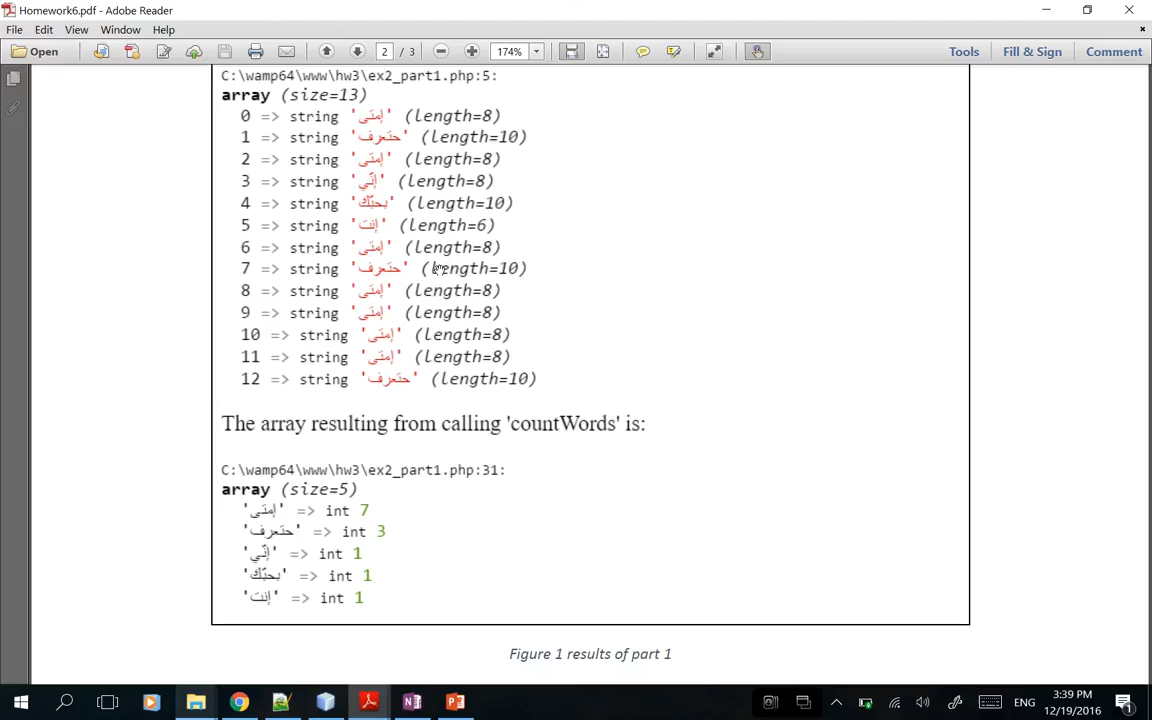 Homework6.pdf - Adobe Reader
File Edit View Window Help
Open 2 / 3 174% Tools Fill & Sign Comment
C:\wamp64\www\hw3\ex2_part1.php:5:
array (size=13)
0 => string 'إمتى' (length=8)
1 => string 'حتعرف' (length=10)
2 => string 'إمتى' (length=8)
3 => string 'إنّي' (length=8)
4 => string 'بحبّك' (length=10)
5 => string 'إنت' (length=6)
6 => string 'إمتى' (length=8)
7 => string 'حتعرف' (length=10)
8 => string 'إمتى' (length=8)
9 => string 'إمتى' (length=8)
10 => string 'إمتى' (length=8)
11 => string 'إمتى' (length=8)
12 => string 'حتعرف' (length=10)
The array resulting from calling 'countWords' is:
C:\wamp64\www\hw3\ex2_part1.php:31:
array (size=5)
'إمتى' => int 7
'حتعرف' => int 3
'إنّي' => int 1
'بحبّك' => int 1
'إنت' => int 1
Figure 1 results of part 1
ENG
3:39 PM
12/19/2016